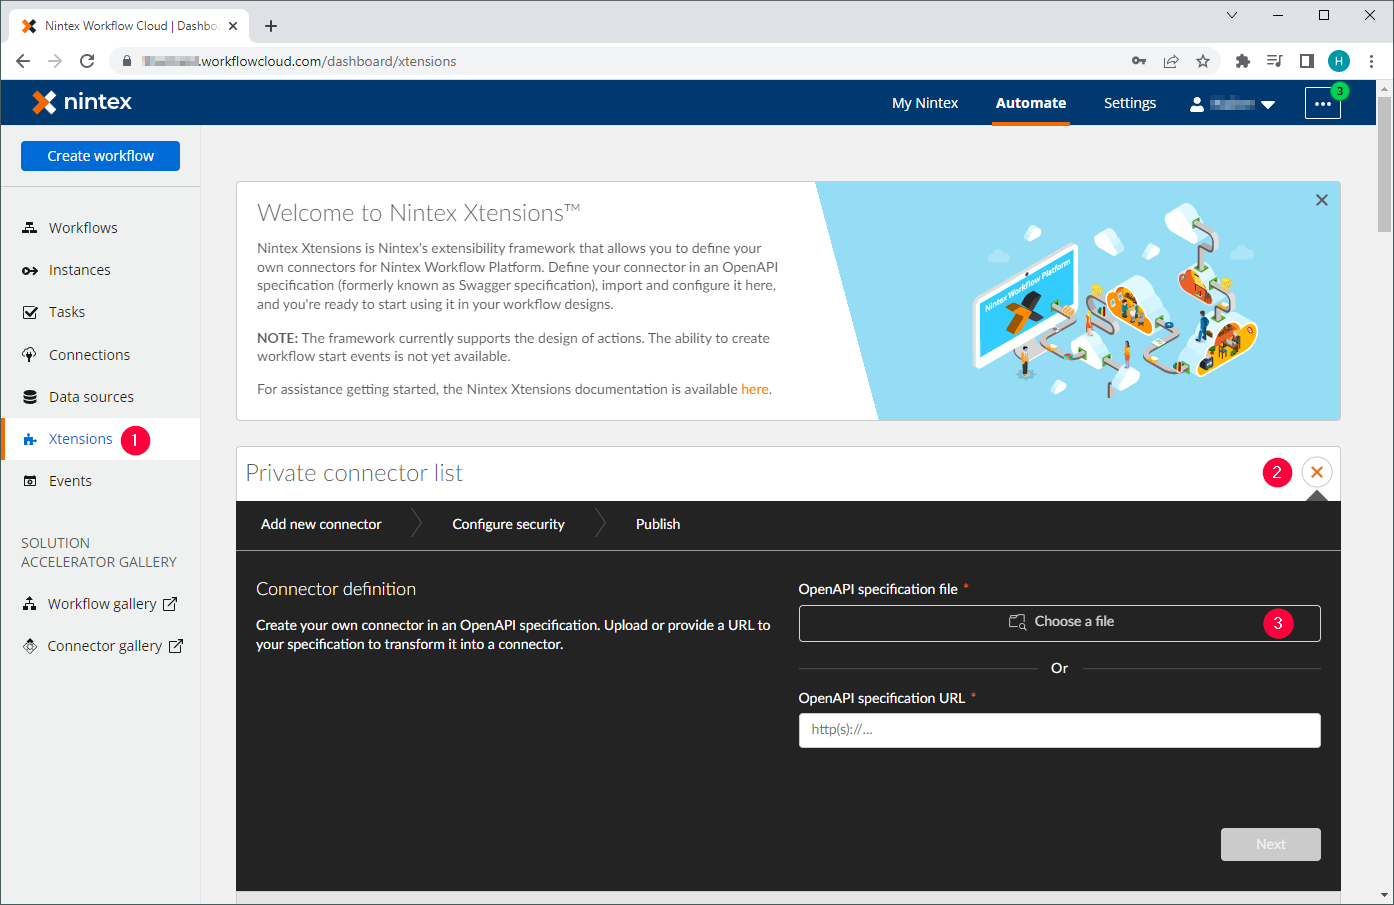 Nintex Workflow Cloud | Dashbo
.workflowcloud.com/dashboard/xtensions
H
nintex
My Nintex
Automate
Settings
3
Create workflow
Workflows
Instances
Tasks
Connections
Data sources
Xtensions
1
Events
SOLUTION
ACCELERATOR GALLERY
Workflow gallery
Connector gallery
Welcome to Nintex Xtensions™
Nintex Xtensions is Nintex's extensibility framework that allows you to define your
own connectors for Nintex Workflow Platform. Define your connector in an OpenAPI
specification (formerly known as Swagger specification), import and configure it here,
and you're ready to start using it in your workflow designs.
NOTE: The framework currently supports the design of actions. The ability to create
workflow start events is not yet available.
For assistance getting started, the Nintex Xtensions documentation is available here.
Nintex Workflow Platform
Private connector list
2
Add new connector
Configure security
Publish
Connector definition
Create your own connector in an OpenAPI specification. Upload or provide a URL to
your specification to transform it into a connector.
OpenAPI specification file *
Choose a file
3
Or
OpenAPI specification URL *
http(s)://...
Next